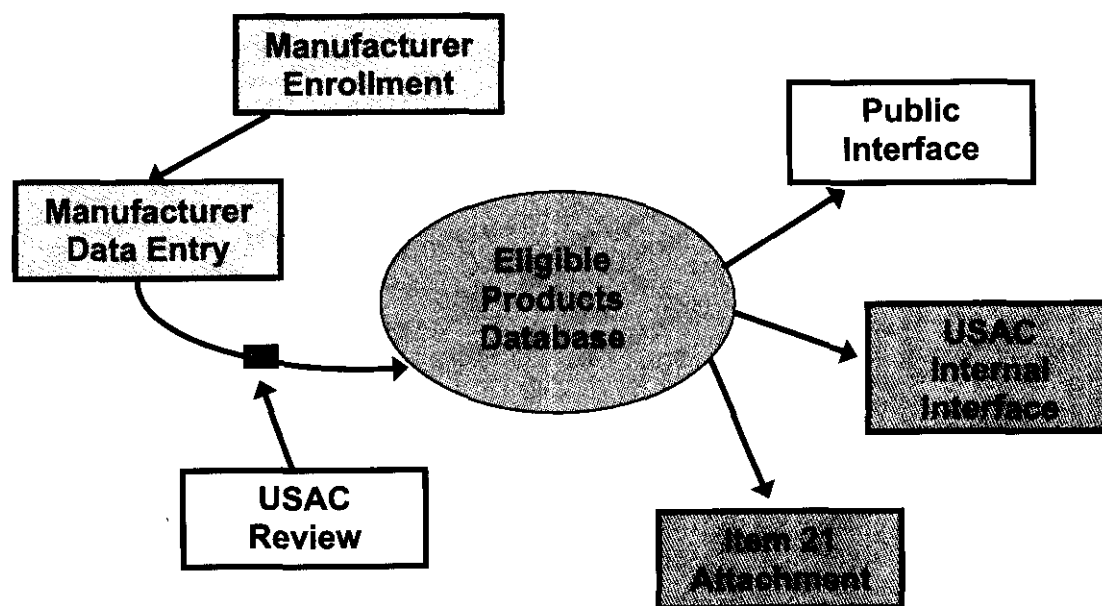 Manufacturer
Enrollment
Public
Interface
Manufacturer
Data Entry
Eligible
Products
Database
USAC
Internal
Interface
USAC
Review
Item 21
Attachment